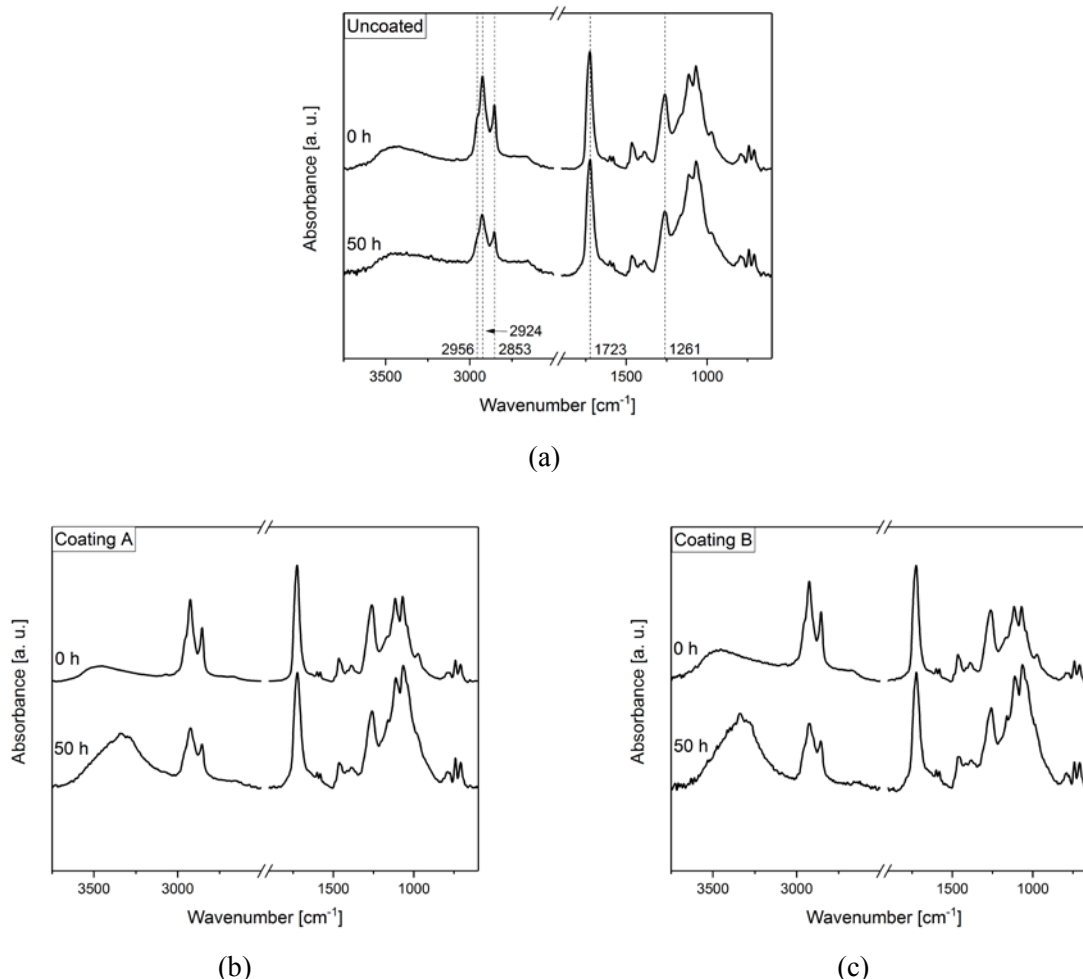 Uncoated
0 h
50 h
2924
2956 2853 1723 1261
Absorbance [a. u.]
3500 3000 1500 1000
Wavenumber [cm⁻¹]
(a)
Coating A
0 h
50 h
Absorbance [a. u.]
3500 3000 1500 1000
Wavenumber [cm⁻¹]
(b)
Coating B
0 h
50 h
Absorbance [a. u.]
3500 3000 1500 1000
Wavenumber [cm⁻¹]
(c)